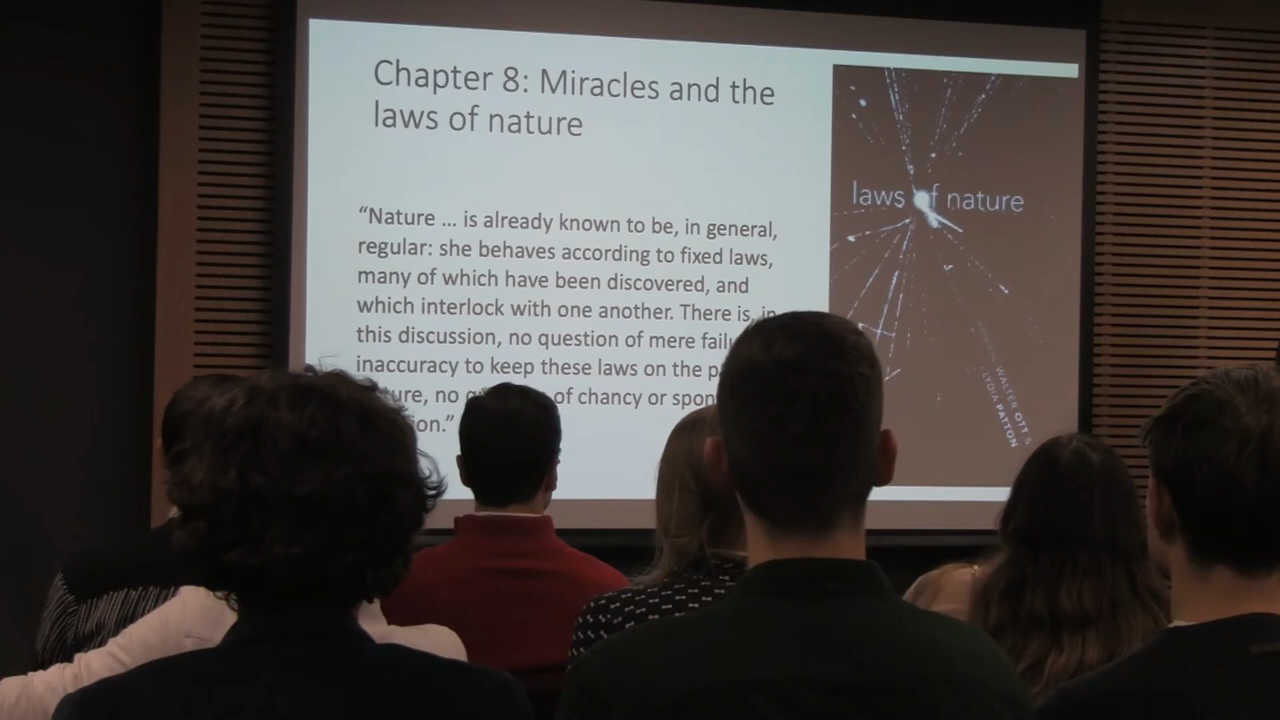 Chapter 8: Miracles and the
laws of nature
“Nature ... is already known to be, in general,
regular: she behaves according to fixed laws,
many of which have been discovered, and
which interlock with one another. There is, in
this discussion, no question of mere
inaccuracy to keep these laws on the
no of chancy or
laws of nature
WALTER OTT &
LYDIA PATTON